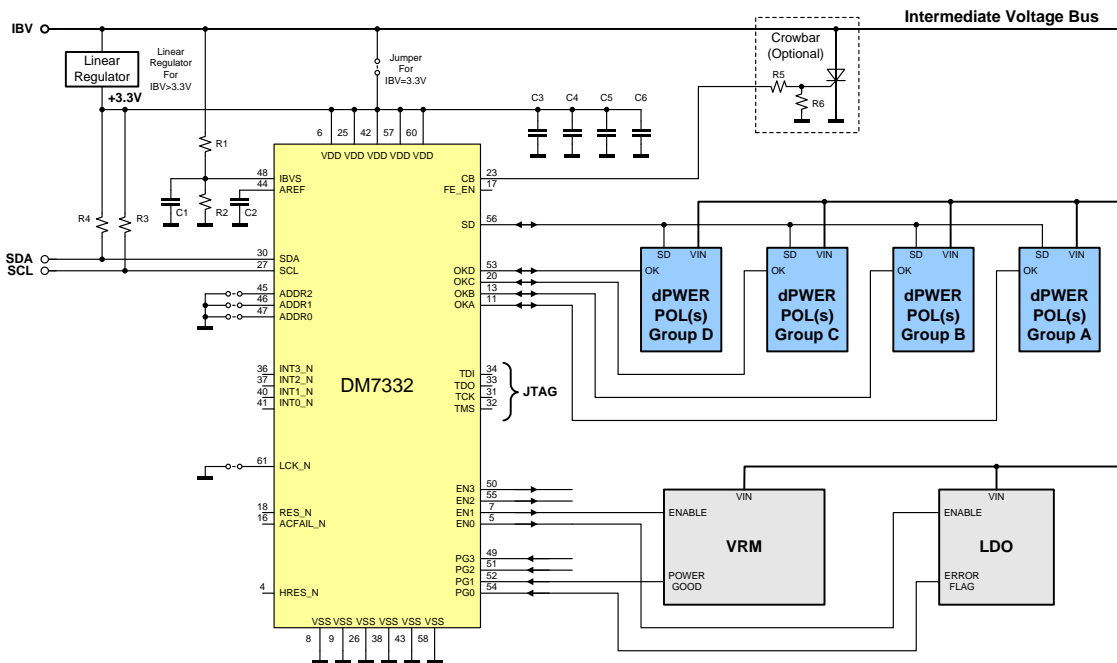 IBV
Intermediate Voltage Bus
Linear
Regulator
Linear
Regulator
For
IBV>3.3V
+3.3V
Jumper
For
IBV=3.3V
Crowbar
(Optional)
R5
R6
C3 C4 C5 C6
R1
R4 R3 C1 R2 C2
6 25 42 57 60
VDD VDD VDD VDD VDD
48 IBVS
44 AREF
CB 23
FE_EN 17
SD 56
SDA
SCL
30 SDA
27 SCL
45 ADDR2
46 ADDR1
47 ADDR0
OKD 53
OKC 20
OKB 13
OKA 11
SD VIN
OK
dPWER
POL(s)
Group D
SD VIN
OK
dPWER
POL(s)
Group C
SD VIN
OK
dPWER
POL(s)
Group B
SD VIN
OK
dPWER
POL(s)
Group A
36 INT3_N
37 INT2_N
40 INT1_N
41 INT0_N
DM7332
TDI 34
TDO 33
TCK 31
TMS 32
JTAG
61 LCK_N
18 RES_N
16 ACFAIL_N
4 HRES_N
EN3 50
EN2 55
EN1 7
EN0 5
PG3 49
PG2 51
PG1 52
PG0 54
VIN
ENABLE
VRM
POWER
GOOD
VIN
ENABLE
LDO
ERROR
FLAG
VSS VSS VSS VSS VSS VSS
8 9 26 38 43 58